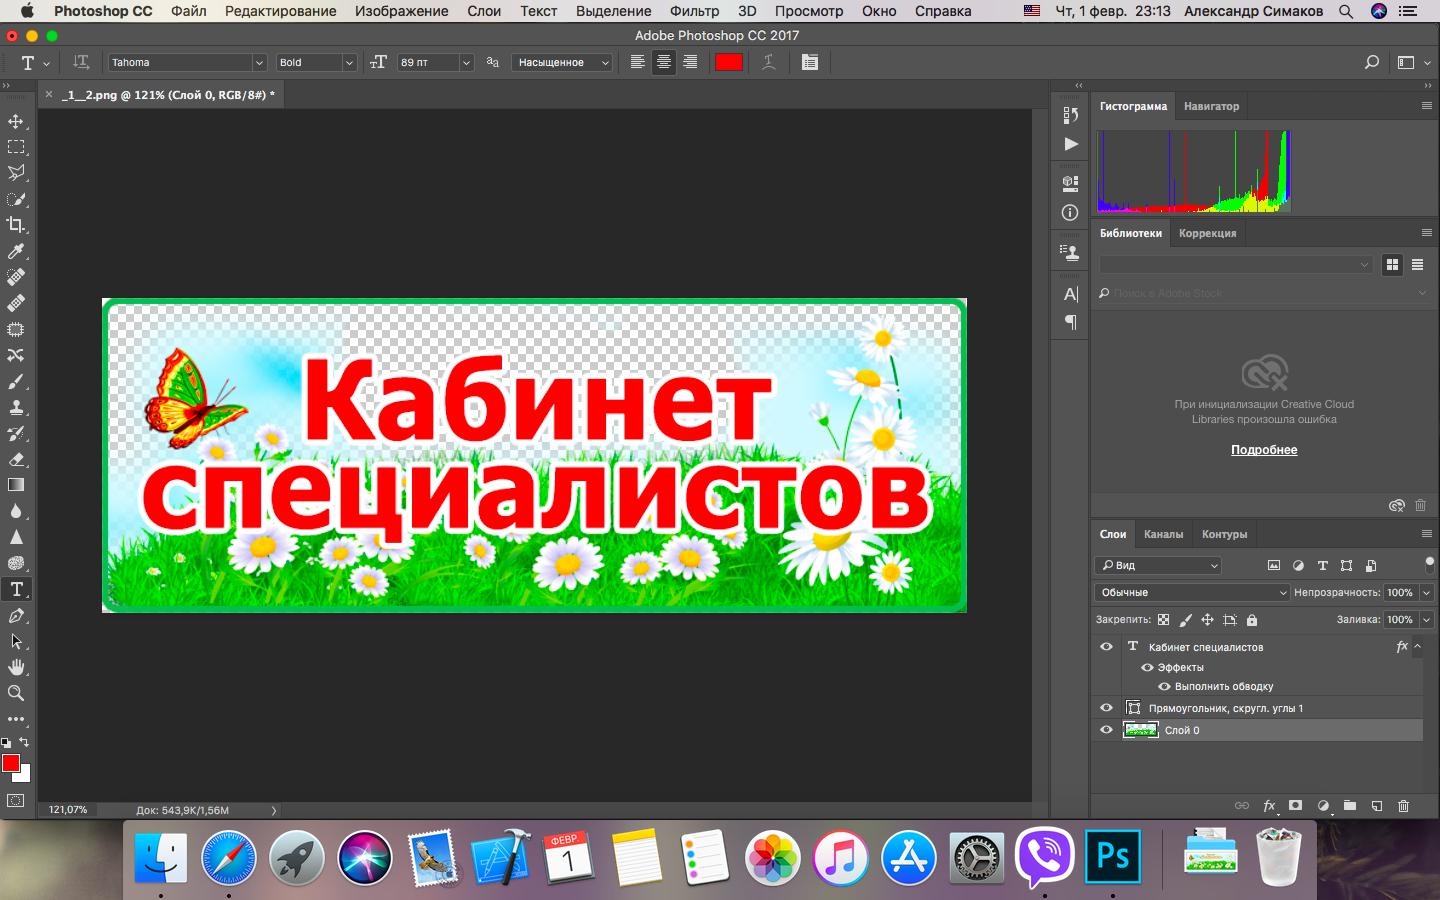 Photoshop CC Файл Редактирование Изображение Слои Текст Выделение Фильтр 3D Просмотр Окно Справка Чт, 1 февр. 23:13 Александр Симаков
Adobe Photoshop CC 2017
Tahoma Bold 89 пт Насыщенное
_1__2.png @ 121% (Слой 0, RGB/8#) *
Гистограмма Навигатор
Библиотеки Коррекция
Поиск в Adobe Stock
При инициализации Creative Cloud
Libraries произошла ошибка
Подробнее
Кабинет
специалистов
Слои Каналы Контуры
Вид
Обычные Непрозрачность: 100%
Закрепить: Заливка: 100%
Кабинет специалистов fx
Эффекты
Выполнить обводку
Прямоугольник, скругл. углы 1
Слой 0
121,07% Док: 543,9K/1,56M
fx
ФЕВР.
1
Ps